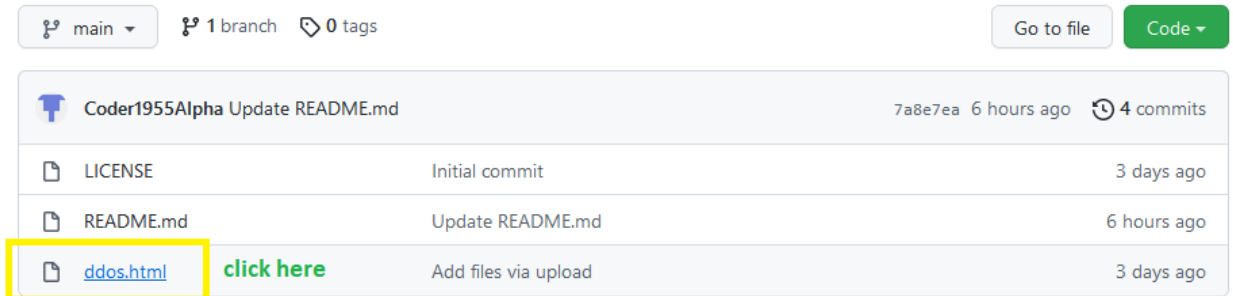 main 1 branch 0 tags Go to file Code
Coder1955Alpha Update README.md 7a8e7ea 6 hours ago 4 commits
LICENSE Initial commit 3 days ago
README.md Update README.md 6 hours ago
ddos.html click here Add files via upload 3 days ago